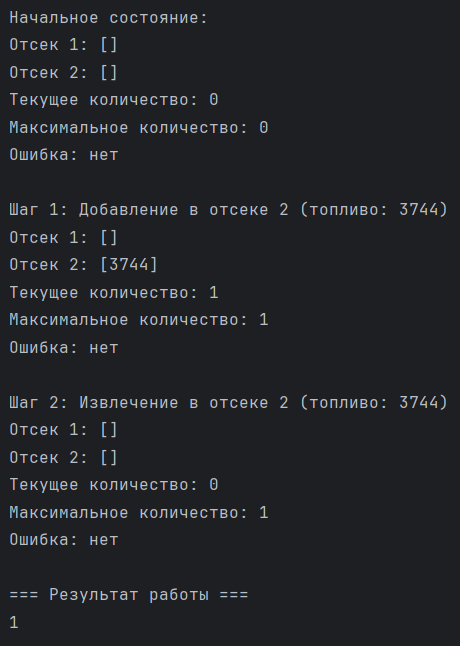 Начальное состояние:
Отсек 1: []
Отсек 2: []
Текущее количество: 0
Максимальное количество: 0
Ошибка: нет
Шаг 1: Добавление в отсеке 2 (топливо: 3744)
Отсек 1: []
Отсек 2: [3744]
Текущее количество: 1
Максимальное количество: 1
Ошибка: нет
Шаг 2: Извлечение в отсеке 2 (топливо: 3744)
Отсек 1: []
Отсек 2: []
Текущее количество: 0
Максимальное количество: 1
Ошибка: нет
=== Результат работы ===
1